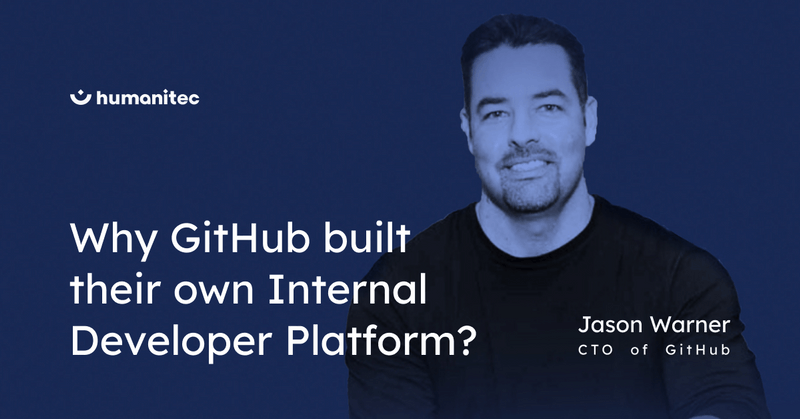 humanitec
Why GitHub built
their own Internal
Developer Platform?
Jason Warner
CTO of GitHub